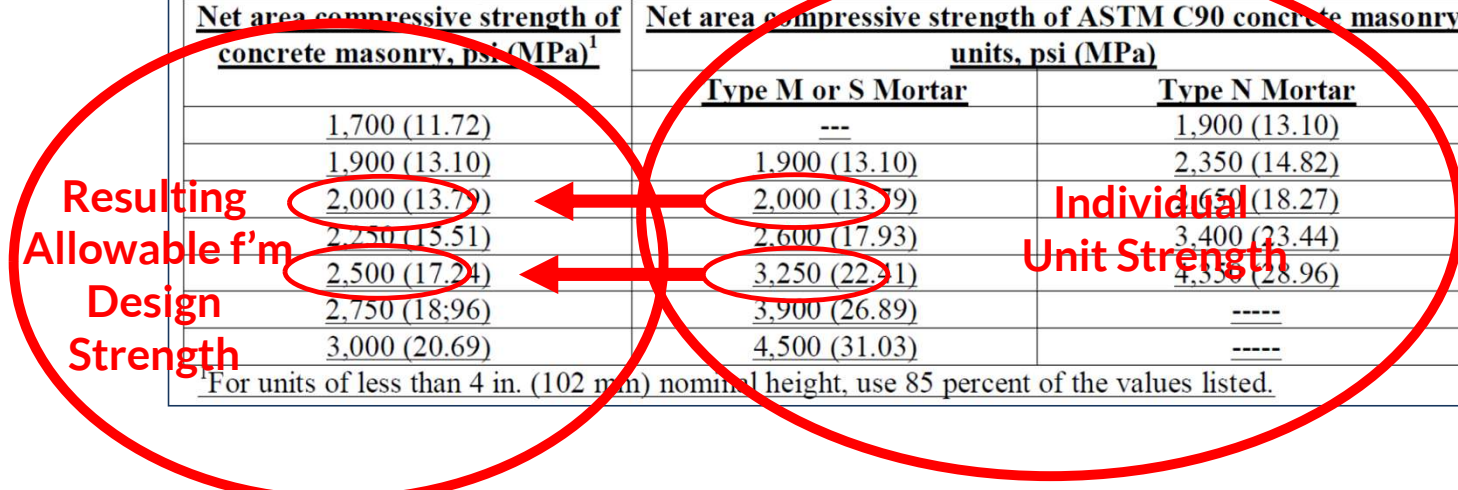 Net area compressive strength of concrete masonry, psi (MPa)¹
Net area compressive strength of ASTM C90 concrete masonry units, psi (MPa)
Type M or S Mortar Type N Mortar
1,700 (11.72) --- 1,900 (13.10)
1,900 (13.10) 1,900 (13.10) 2,350 (14.82)
2,000 (13.79) 2,000 (13.79) 2,650 (18.27)
2,250 (15.51) 2,600 (17.93) 3,400 (23.44)
2,500 (17.24) 3,250 (22.41) 4,350 (28.96)
2,750 (18;96) 3,900 (26.89) -----
3,000 (20.69) 4,500 (31.03) -----
¹For units of less than 4 in. (102 mm) nominal height, use 85 percent of the values listed.
Resulting
Allowable f’m
Design
Strength
Individual
Unit Strength